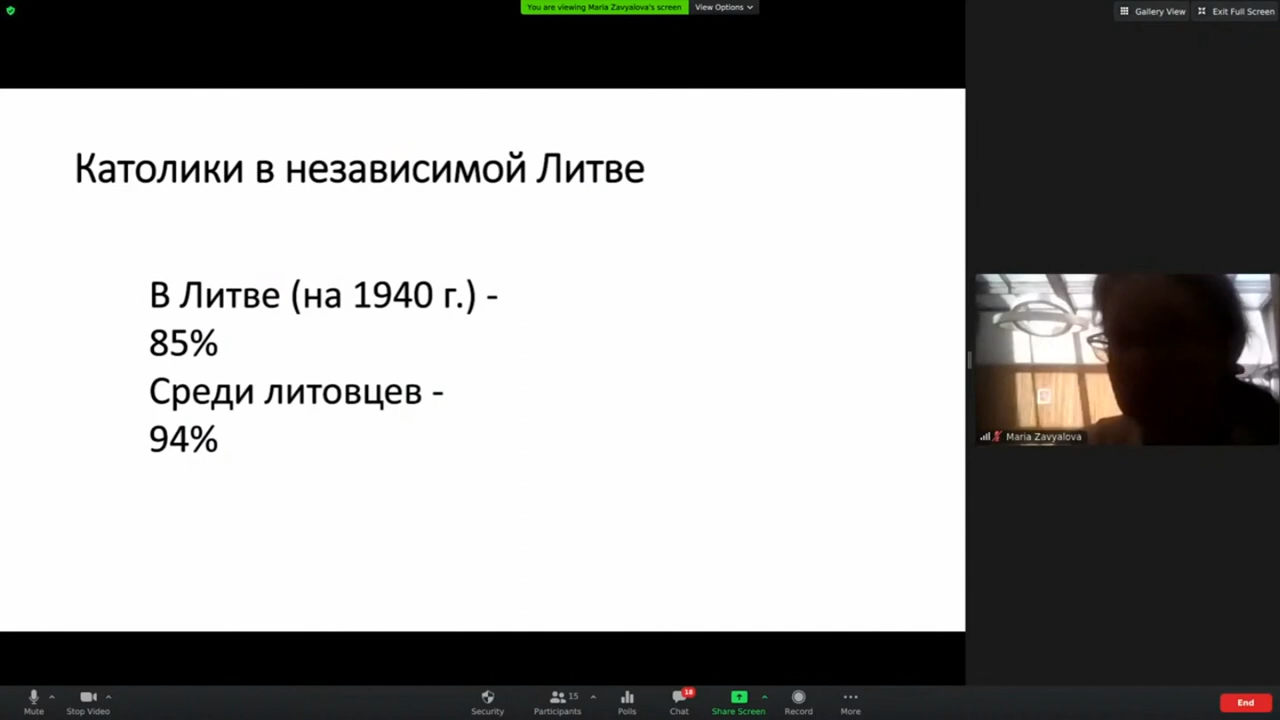 You are viewing Maria Zavyalova's screen
View Options
Gallery View
Exit Full Screen
Католики в независимой Литве
В Литве (на 1940 г.) -
85%
Среди литовцев -
94%
Maria Zavyalova
Mute
Stop Video
Security
15
Participants
Polls
18
Chat
Share Screen
Record
More
End